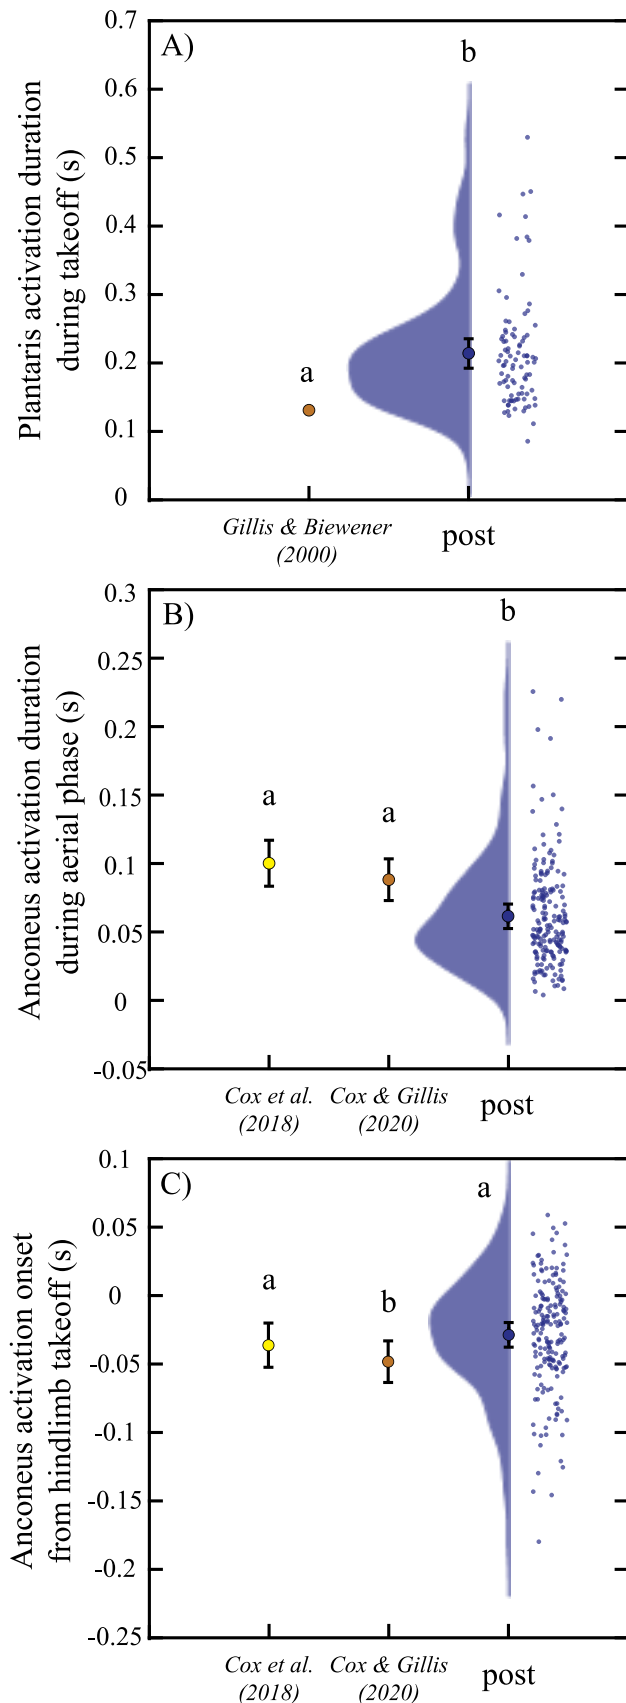 A)
b
Plantaris activation duration
during takeoff (s)
0.7
0.6
0.5
0.4
0.3
0.2
0.1
0
a
Gillis & Biewener
(2000)
post
B)
b
Anconeus activation duration
during aerial phase (s)
0.3
0.25
0.2
0.15
0.1
0.05
0
-0.05
a
a
Cox et al.
(2018)
Cox & Gillis
(2020)
post
C)
a
Anconeus activation onset
from hindlimb takeoff (s)
0.1
0.05
0
-0.05
-0.1
-0.15
-0.2
-0.25
a
b
Cox et al.
(2018)
Cox & Gillis
(2020)
post